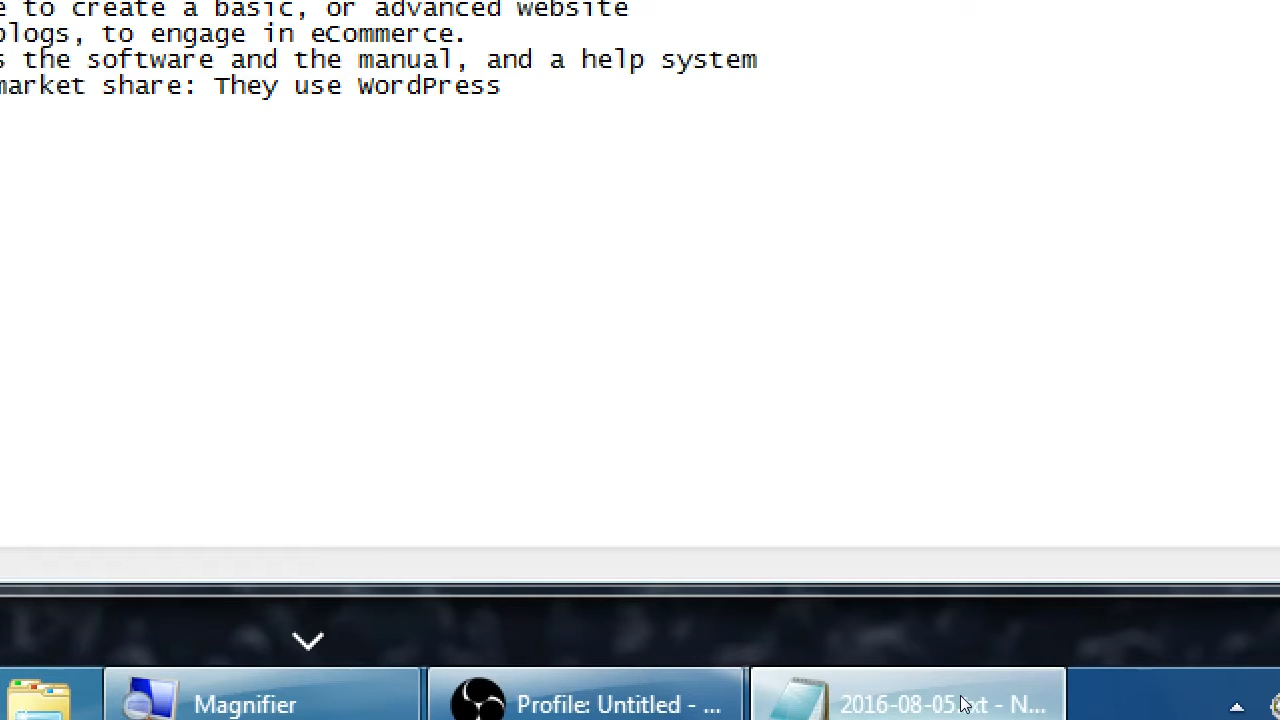 e to create a basic, or advanced website
blogs, to engage in eCommerce.
s the software and the manual, and a help system
market share: They use WordPress
Magnifier
Profile: Untitled - ...
2016-08-05.txt - N...